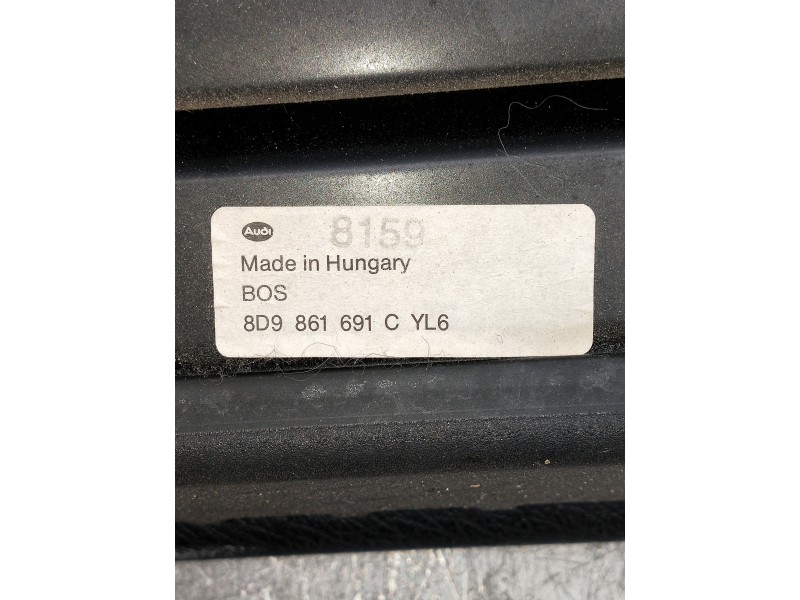 Audi 8159
Made in Hungary
BOS
8D9 861 691 C YL6